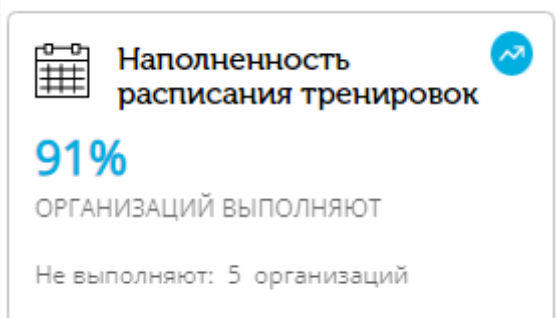 Наполненность
расписания тренировок
91%
ОРГАНИЗАЦИЙ ВЫПОЛНЯЮТ
Не выполняют: 5 организаций